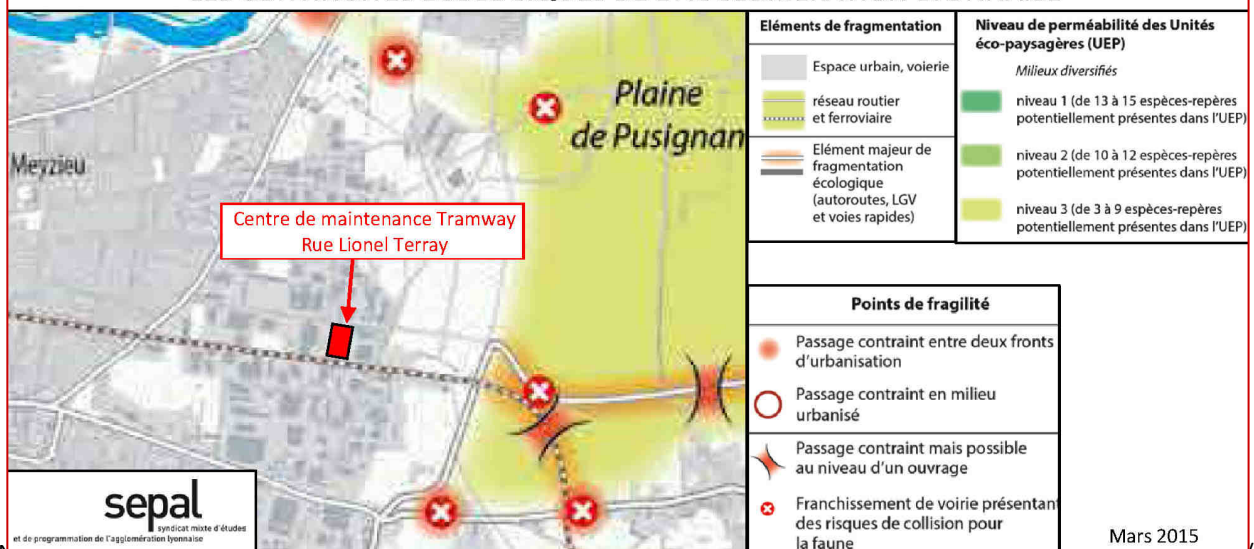 Plaine
de Pusignan
Meyzieu
Centre de maintenance Tramway
Rue Lionel Terray
sepal
syndicat mixte d'études
et de programmation de l'agglomération lyonnaise
Eléments de fragmentation
Espace urbain, voierie
réseau routier
et ferroviaire
Elément majeur de
fragmentation
écologique
(autoroutes, LGV
et voies rapides)
Niveau de perméabilité des Unités
éco-paysagères (UEP)
Milieux diversifiés
niveau 1 (de 13 à 15 espèces-repères
potentiellement présentes dans l'UEP)
niveau 2 (de 10 à 12 espèces-repères
potentiellement présentes dans l'UEP)
niveau 3 (de 3 à 9 espèces-repères
potentiellement présentes dans l'UEP)
Points de fragilité
Passage contraint entre deux fronts
d'urbanisation
Passage contraint en milieu
urbanisé
Passage contraint mais possible
au niveau d'un ouvrage
Franchissement de voirie présentant
des risques de collision pour
la faune
Mars 2015